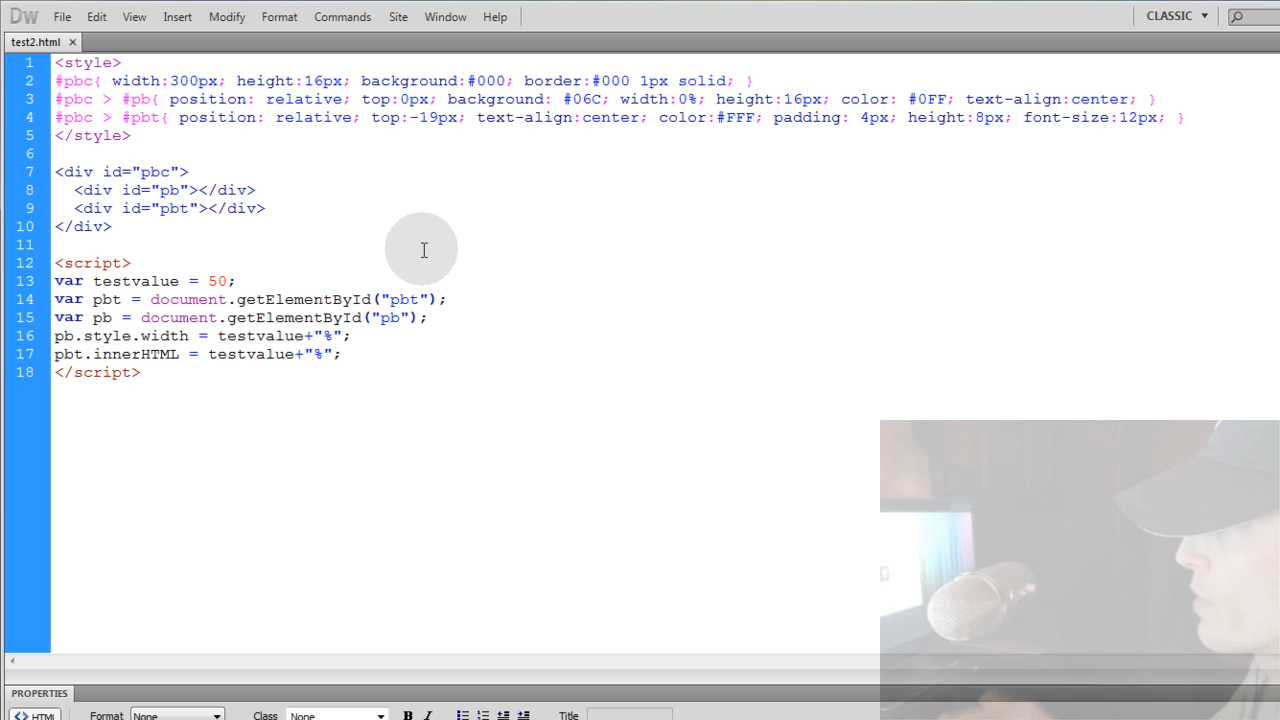 Dw File Edit View Insert Modify Format Commands Site Window Help CLASSIC
test2.html
1 <style>
2 #pbc{ width:300px; height:16px; background:#000; border:#000 1px solid; }
3 #pbc > #pb{ position: relative; top:0px; background: #06C; width:0%; height:16px; color: #0FF; text-align:center; }
4 #pbc > #pbt{ position: relative; top:-19px; text-align:center; color:#FFF; padding: 4px; height:8px; font-size:12px; }
5 </style>
6
7 <div id="pbc">
8   <div id="pb"></div>
9   <div id="pbt"></div>
10 </div>
11
12 <script>
13 var testvalue = 50;
14 var pbt = document.getElementById("pbt");
15 var pb = document.getElementById("pb");
16 pb.style.width = testvalue+"%";
17 pbt.innerHTML = testvalue+"%";
18 </script>
PROPERTIES
<> HTML Format None Class None B I Title